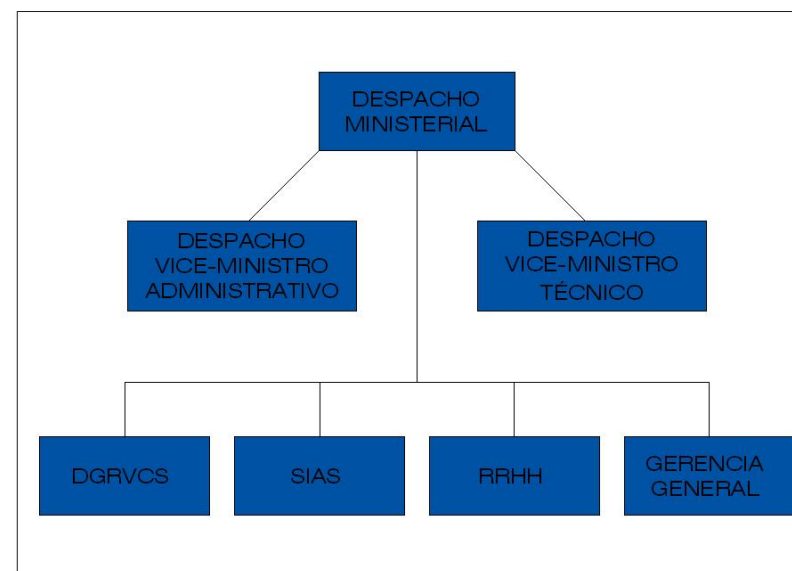 DESPACHO
MINISTERIAL
DESPACHO
VICE-MINISTRO
ADMINISTRATIVO
DESPACHO
VICE-MINISTRO
TÉCNICO
DGRVCS
SIAS
RRHH
GERENCIA
GENERAL